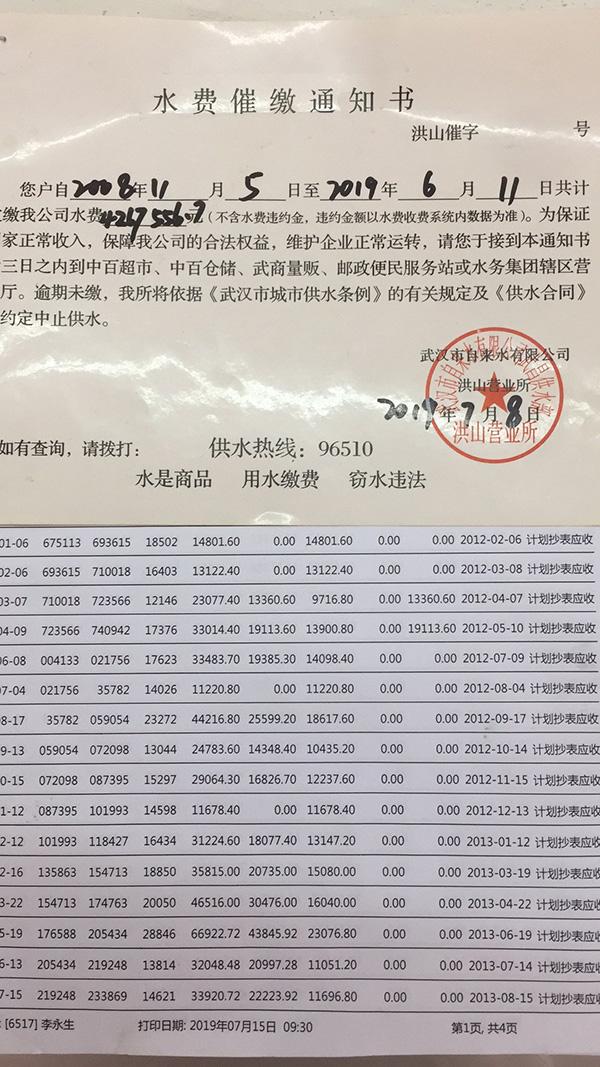 水费催缴通知书
洪山催字 号
您户自2008年11月5日至2019年6月11日共计
缴我公司水费4217556.7元(不含水费违约金，违约金额以水费收费系统内数据为准)。为保证
家正常收入，保障我公司的合法权益，维护企业正常运转，请您于接到本通知书
三日之内到中百超市、中百仓储、武商量贩、邮政便民服务站或水务集团辖区营
厅。逾期未缴，我所将依据《武汉市城市供水条例》的有关规定及《供水合同》
约定中止供水。
武汉市自来水有限公司
洪山营业所
2019年7月8日
洪山营业所
如有查询，请拨打： 供水热线：96510
水是商品 用水缴费 窃水违法
01-06 675113 693615 18502 14801.60 0.00 14801.60 0.00 0.00 2012-02-06 计划抄表应收
02-06 693615 710018 16403 13122.40 0.00 13122.40 0.00 0.00 2012-03-08 计划抄表应收
03-07 710018 723566 12146 23077.40 13360.60 9716.80 0.00 13360.60 2012-04-07 计划抄表应收
04-09 723566 740942 17376 33014.40 19113.60 13900.80 0.00 19113.60 2012-05-10 计划抄表应收
06-08 004133 021756 17623 33483.70 19385.30 14098.40 0.00 0.00 2012-07-09 计划抄表应收
07-04 021756 35782 14026 11220.80 0.00 11220.80 0.00 0.00 2012-08-04 计划抄表应收
8-17 35782 059054 23272 44216.80 25599.20 18617.60 0.00 0.00 2012-09-17 计划抄表应收
9-13 059054 072098 13044 24783.60 14348.40 10435.20 0.00 0.00 2012-10-14 计划抄表应收
0-15 072098 087395 15297 29064.30 16826.70 12237.60 0.00 0.00 2012-11-15 计划抄表应收
1-12 087395 101993 14598 11678.40 0.00 11678.40 0.00 0.00 2012-12-13 计划抄表应收
2-12 101993 118427 16434 31224.60 18077.40 13147.20 0.00 0.00 2013-01-12 计划抄表应收
2-16 135863 154713 18850 35815.00 20735.00 15080.00 0.00 0.00 2013-03-19 计划抄表应收
3-22 154713 174763 20050 46516.00 30476.00 16040.00 0.00 0.00 2013-04-22 计划抄表应收
5-19 176588 205434 28846 66922.72 43845.92 23076.80 0.00 0.00 2013-06-19 计划抄表应收
6-13 205434 219248 13814 32048.48 20997.28 11051.20 0.00 0.00 2013-07-14 计划抄表应收
7-15 219248 233869 14621 33920.72 22223.92 11696.80 0.00 0.00 2013-08-15 计划抄表应收
: [6517] 李永生 打印日期: 2019年07月15日 09:30 第1页, 共4页